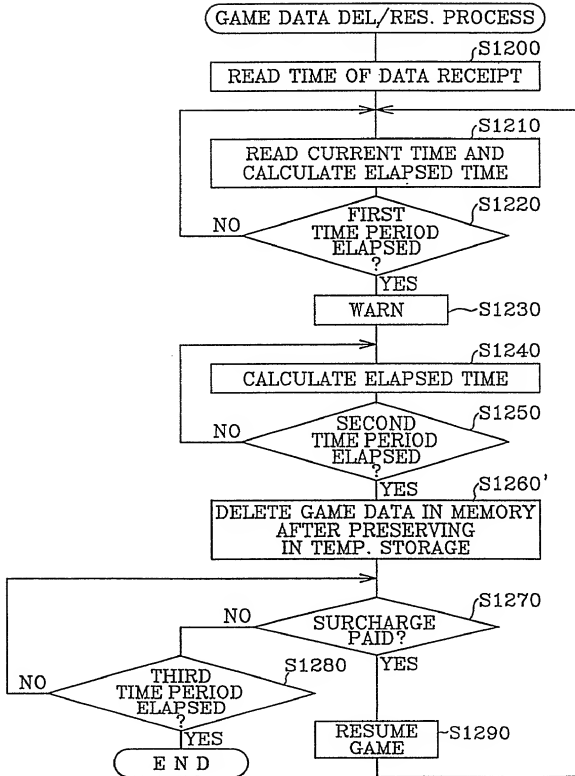 GAME DATA DEL/RES. PROCESS
S1200
READ TIME OF DATA RECEIPT
S1210
READ CURRENT TIME AND
CALCULATE ELAPSED TIME
S1220
FIRST
TIME PERIOD
ELAPSED
?
NO
YES
WARN
S1230
S1240
CALCULATE ELAPSED TIME
S1250
SECOND
TIME PERIOD
ELAPSED
?
NO
YES
S1260'
DELETE GAME DATA IN MEMORY
AFTER PRESERVING
IN TEMP. STORAGE
S1270
SURCHARGE
PAID?
NO
YES
S1280
THIRD
TIME PERIOD
ELAPSED
?
NO
YES
END
RESUME
GAME
S1290